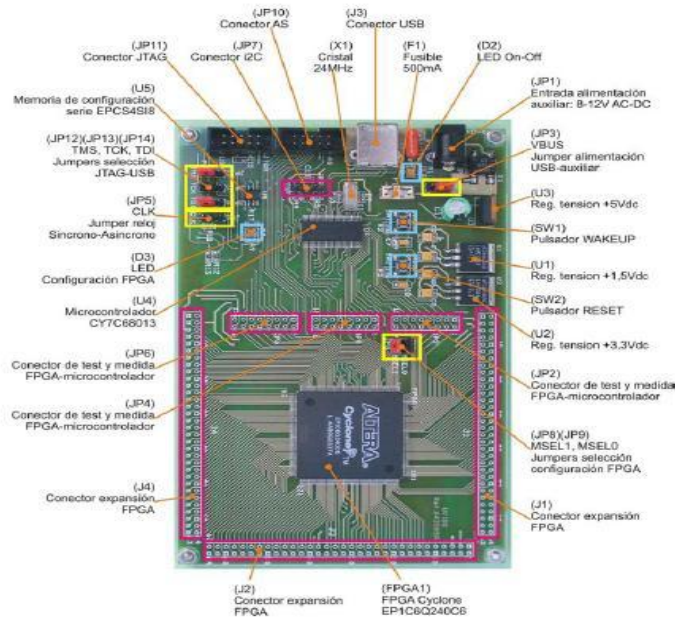 (JP10)
Conector AS
(J3)
Conector USB
(JP11)
Conector JTAG
(JP7)
Conector I2C
(X1)
Cristal
24MHz
(F1)
Fusible
500mA
(D2)
LED On-Off
(U5)
Memoria de configuración
serie EPCS4SI8
(JP1)
Entrada alimentación
auxiliar: 8-12V AC-DC
(JP12)(JP13)(JP14)
TMS, TCK, TDI
Jumpers selección
JTAG-USB
(JP3)
VBUS
Jumper alimentación
USB-auxiliar
(JP5)
CLK
Jumper reloj
Sincrono-Asincrono
(U3)
Reg. tension +5Vdc
(SW1)
Pulsador WAKEUP
(D3)
LED
Configuración FPGA
(U1)
Reg. tension +1,5Vdc
(U4)
Microcontrolador
CY7C68013
(SW2)
Pulsador RESET
(U2)
Reg. tension +3.3Vdc
(JP6)
Conector de test y medida
FPGA-microcontrolador
(JP2)
Conector de test y medida
FPGA-microcontrolador
(JP4)
Conector de test y medida
FPGA-microcontrolador
(JP8)(JP9)
MSEL1, MSEL0
Jumpers selección
configuración FPGA
ALTERA
Cyclone
(J4)
Conector expansión
FPGA
(J1)
Conector expansión
FPGA
(J2)
Conector expansión
FPGA
(FPGA1)
FPGA Cyclone
EP1C6Q240C6